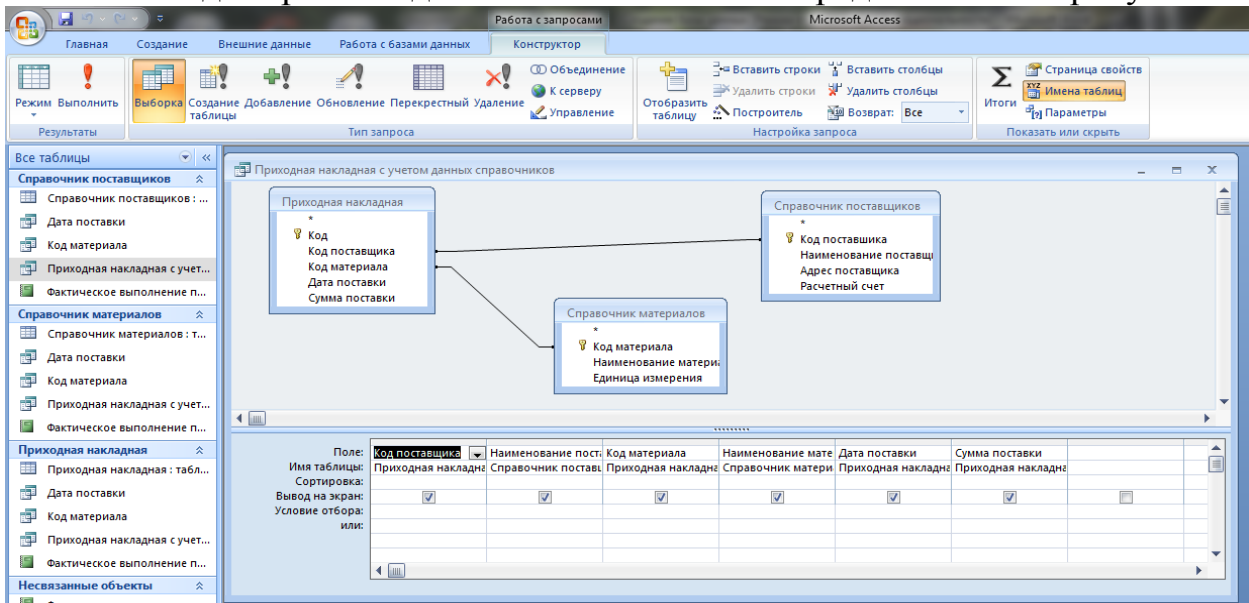 Работа с запросами Microsoft Access
Главная Создание Внешние данные Работа с базами данных Конструктор
Режим Выполнить Выборка Создание таблицы Добавление Обновление Перекрестный Удаление
Объединение
К серверу
Управление
Отобразить таблицу
Вставить строки Вставить столбцы
Удалить строки Удалить столбцы
Построитель Возврат: Все
Итоги
Страница свойств
Имена таблиц
Параметры
Результаты Тип запроса Настройка запроса Показать или скрыть
Все таблицы
Справочник поставщиков
Справочник поставщиков : ...
Дата поставки
Код материала
Приходная накладная с учет...
Фактическое выполнение п...
Справочник материалов
Справочник материалов : т...
Дата поставки
Код материала
Приходная накладная с учет...
Фактическое выполнение п...
Приходная накладная
Приходная накладная : табл...
Дата поставки
Код материала
Приходная накладная с учет...
Фактическое выполнение п...
Несвязанные объекты
Приходная накладная с учетом данных справочников
Приходная накладная
*
Код
Код поставщика
Код материала
Дата поставки
Сумма поставки
Справочник материалов
*
Код материала
Наименование матери
Единица измерения
Справочник поставщиков
*
Код поставшика
Наименование поставщ
Адрес поставщика
Расчетный счет
Поле: Код поставщика Наименование пост Код материала Наименование мате Дата поставки Сумма поставки
Имя таблицы: Приходная накладна Справочник постав Приходная накладна Справочник матери Приходная накладна Приходная накладна
Сортировка:
Вывод на экран:
Условие отбора:
или: